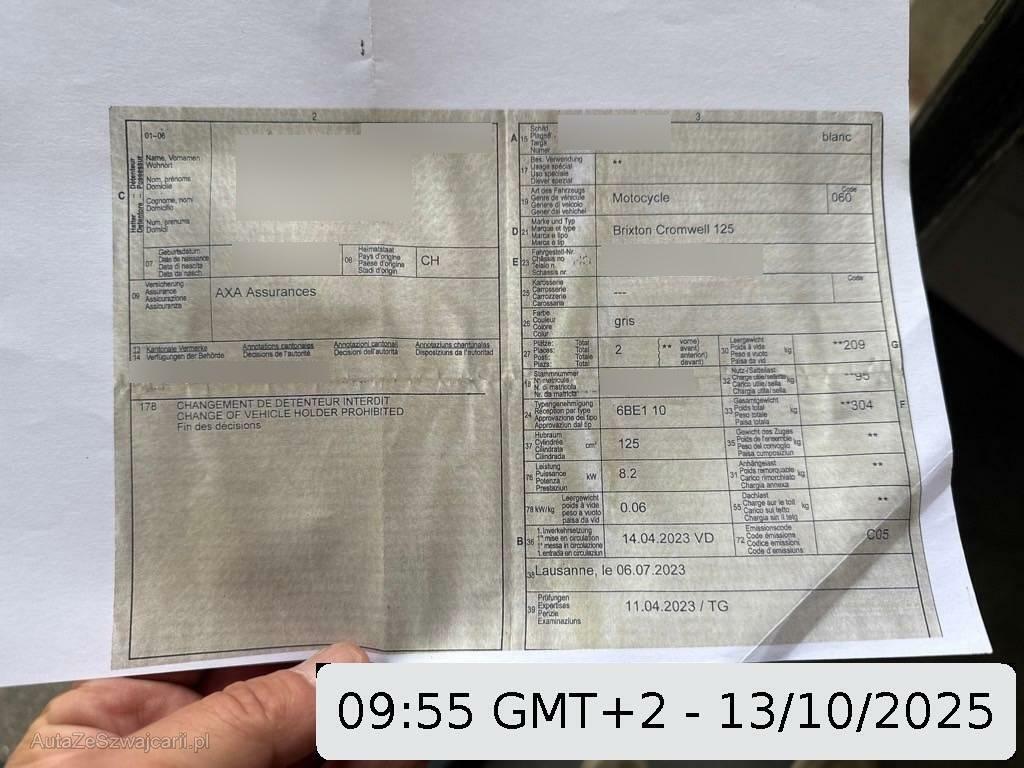 2
01-06
Halter - Détenteur
Detentore - Possessur
C
Name, Vornamen
Wohnort
Nom, prénoms
Domicile
Cognome, nomi
Domicilio
Num, prenums
Domicil
07
Geburtsdatum
Date de naissance
Data di nascita
Data da nasch.
08
Heimatstaat
Pays d'origine
Paese d'origine
Stadi d'origin
CH
09
Versicherung
Assurance
Assicurazione
Assicuranza
AXA Assurances
13
14
Kantonale Vermerke
Verfügungen der Behörde
Annotations cantonales
Décisions de l'autorité
Annotazioni cantonali
Decisioni dell'autorità
Annotaziuns chantunalas
Disposiziuns da l'autoritad
178 CHANGEMENT DE DETENTEUR INTERDIT
CHANGE OF VEHICLE HOLDER PROHIBITED
Fin des décisions
3
A 15
Schild
Plaque
Targa
Numer
blanc
17
Bes. Verwendung
Usage spécial
Uso speciale
Diever spezial
**
19
Art des Fahrzeugs
Genre de véhicule
Genere di veicolo
Gener dal vehichel
Motocycle
Code
060
D 21
Marke und Typ
Marque et type
Marca e tipo
Marca e tip
Brixton Cromwell 125
E 23
Fahrgestell-Nr.
Châssis no
Telaio n.
Schassis nr.
25
Karosserie
Carrosserie
Carrozzeria
Carossaria
---
Code
26
Farbe
Couleur
Colore
Colur
gris
27
Plätze: Total
Places: Total
Posti: Totale
Plazs: Total
2
(** vorne)
avant)
anteriori)
davant)
30
Leergewicht
Poids à vide
Peso a vuoto
Paisa da vid
kg
**209
G
18
Stammnummer
N° matricule
N. di matricola
Nr. da matricla
32
Nutz-/Sattellast
Charge utile/sellette
Carico utile/sella
Chargia utila/sella
kg
**95
24
Typengenehmigung
Réception par type
Approvazione del tipo
Approvaziun dal tip
6BE1 10
33
Gesamtgewicht
Poids total
Peso totale
Paisa totala
kg
**304
F
37
Hubraum
Cylindrée
Cilindrata
Cilindrada
cm³
125
35
Gewicht des Zuges
Poids de l'ensemble
Peso del convoglio
Paisa cumposiziun
kg
**
76
Leistung
Puissance
Potenza
Prestaziun
kW
8.2
31
Anhängelast
Poids remorquable
Carico rimorchiato
Chargia annexa
kg
**
78 kW/kg
Leergewicht
poids à vide
peso a vuoto
paisa da vid
0.06
55
Dachlast
Charge sur le toit
Carico sul tetto
Chargia sin il tetg
kg
**
B 36
1. Inverkehrsetzung
1re mise en circulation
1a messa in circolazione
1. entrada en circulaziun
14.04.2023 VD
72
Emissionscode
Code émissions
Codice emissioni
Code d'emissiuns
C05
38 Lausanne, le 06.07.2023
39
Prüfungen
Expertises
Perizie
Examinaziuns
11.04.2023 / TG
AutaZeSzwajcarii.pl
09:55 GMT+2 - 13/10/2025